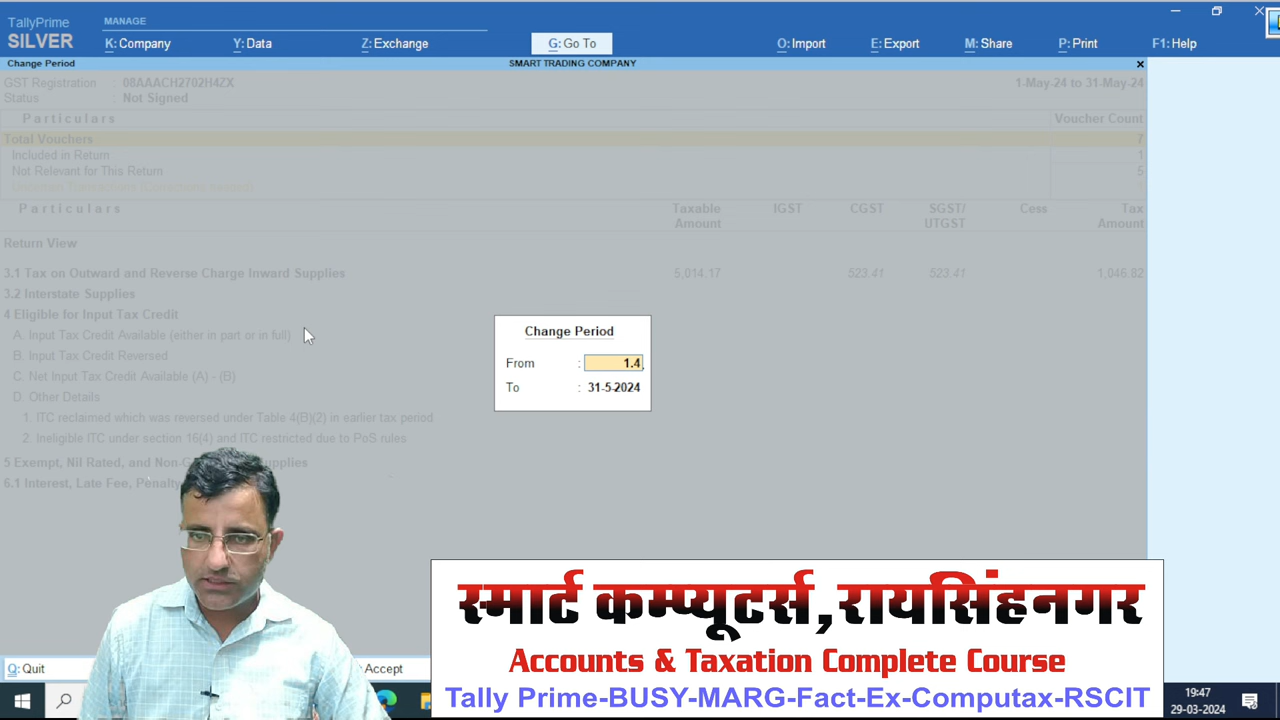 TallyPrime
SILVER
MANAGE
K: Company
Y: Data
Z: Exchange
G: Go To
O: Import
E: Export
M: Share
P: Print
F1: Help
Change Period
SMART TRADING COMPANY
GST Registration : 08AAACH2702H4ZX
1-May-24 to 31-May-24
Status : Not Signed
Particulars
Voucher Count
Total Vouchers 7
Included in Return 1
Not Relevant for This Return 5
Uncertain Transactions (Corrections needed) 1
Particulars
Taxable Amount
IGST
CGST
SGST/ UTGST
Cess
Tax Amount
Return View
3.1 Tax on Outward and Reverse Charge Inward Supplies 5,014.17 523.41 523.41 1,046.82
3.2 Interstate Supplies
4 Eligible for Input Tax Credit
A. Input Tax Credit Available (either in part or in full)
B. Input Tax Credit Reversed
C. Net Input Tax Credit Available (A) - (B)
D. Other Details
1. ITC reclaimed which was reversed under Table 4(B)(2) in earlier tax period
2. Ineligible ITC under section 16(4) and ITC restricted due to PoS rules
5 Exempt, Nil Rated, and Non-G
6.1 Interest, Late Fee, Penalty
Change Period
From : 1.4
To : 31-5-2024
स्मार्ट कम्प्यूटर्स,रायसिंहनगर
Accounts & Taxation Complete Course
Tally Prime-BUSY-MARG-Fact-Ex-Computax-RSCIT
Q: Quit
Accept
19:47
29-03-2024